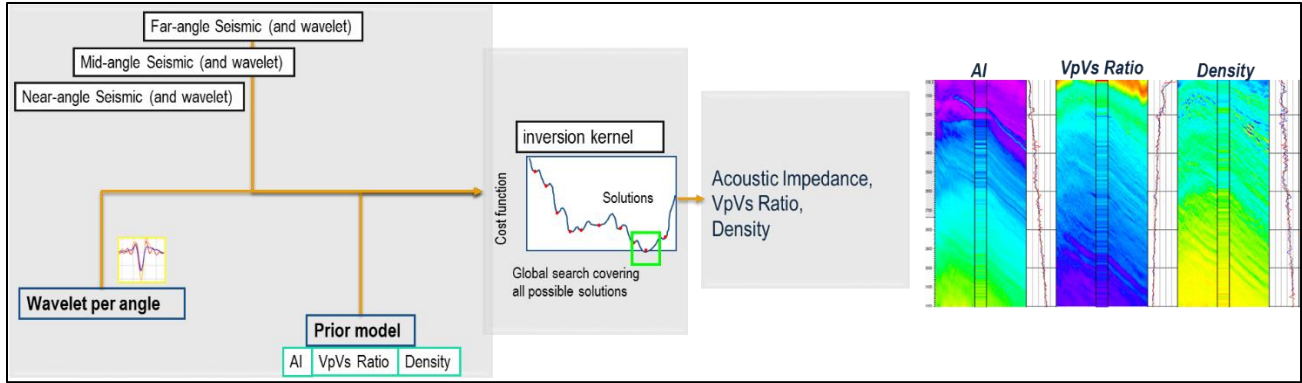 Far-angle Seismic (and wavelet)
Mid-angle Seismic (and wavelet)
Near-angle Seismic (and wavelet)
Wavelet per angle
Prior model
AI
VpVs Ratio
Density
inversion kernel
Cost function
Solutions
Global search covering
all possible solutions
Acoustic Impedance,
VpVs Ratio,
Density
AI
VpVs Ratio
Density